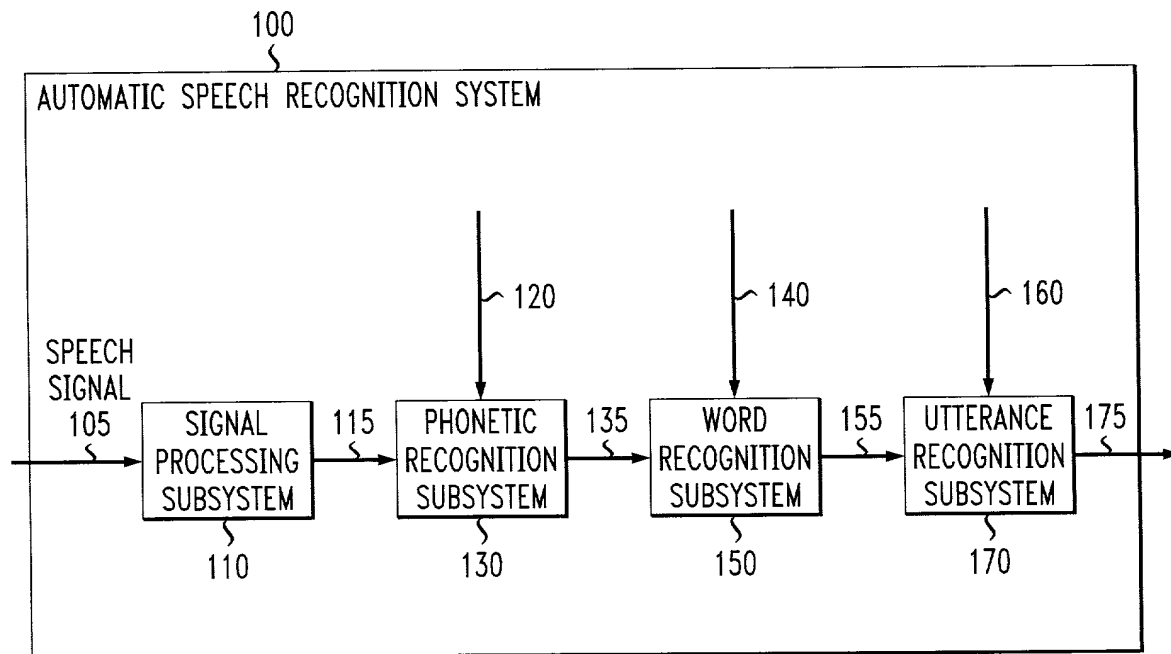 100
AUTOMATIC SPEECH RECOGNITION SYSTEM
120
140
160
SPEECH
SIGNAL
105
SIGNAL
PROCESSING
SUBSYSTEM
110
115
PHONETIC
RECOGNITION
SUBSYSTEM
130
135
WORD
RECOGNITION
SUBSYSTEM
150
155
UTTERANCE
RECOGNITION
SUBSYSTEM
170
175